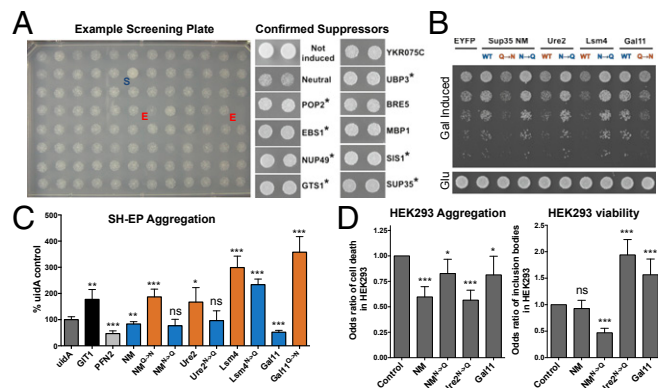 A
Example Screening Plate
S
E
E
Confirmed Suppressors
Not induced
YKR075C
Neutral
UBP3*
POP2*
BRE5
EBS1*
MBP1
NUP49*
SIS1*
GTS1*
SUP35*
B
EYFP Sup35 NM Ure2 Lsm4 Gal11
WT Q→N N→Q WT N→Q WT N→Q WT Q→N
Gal Induced
Glu
C
SH-EP Aggregation
% uidA control
500
400
300
200
100
0
** *** ** *** ns * ns *** *** *** ***
uidA GIT1 PFN2 NM NMQ->N NMN->Q Ure2 Ure2N->Q Lsm4 Lsm4N->Q Gal11 Gal11Q->N
D
HEK293 Aggregation
Odds ratio of cell death
in HEK293
1.25
1.00
0.75
0.50
0.25
0.00
*** * *** *
Control NM NMN->Q Ure2N->Q Gal11
HEK293 viability
Odds ratio of inclusion bodies
in HEK293
2.5
2.0
1.5
1.0
0.5
0.0
ns *** *** ***
Control NM NMN->Q Ure2N->Q Gal11